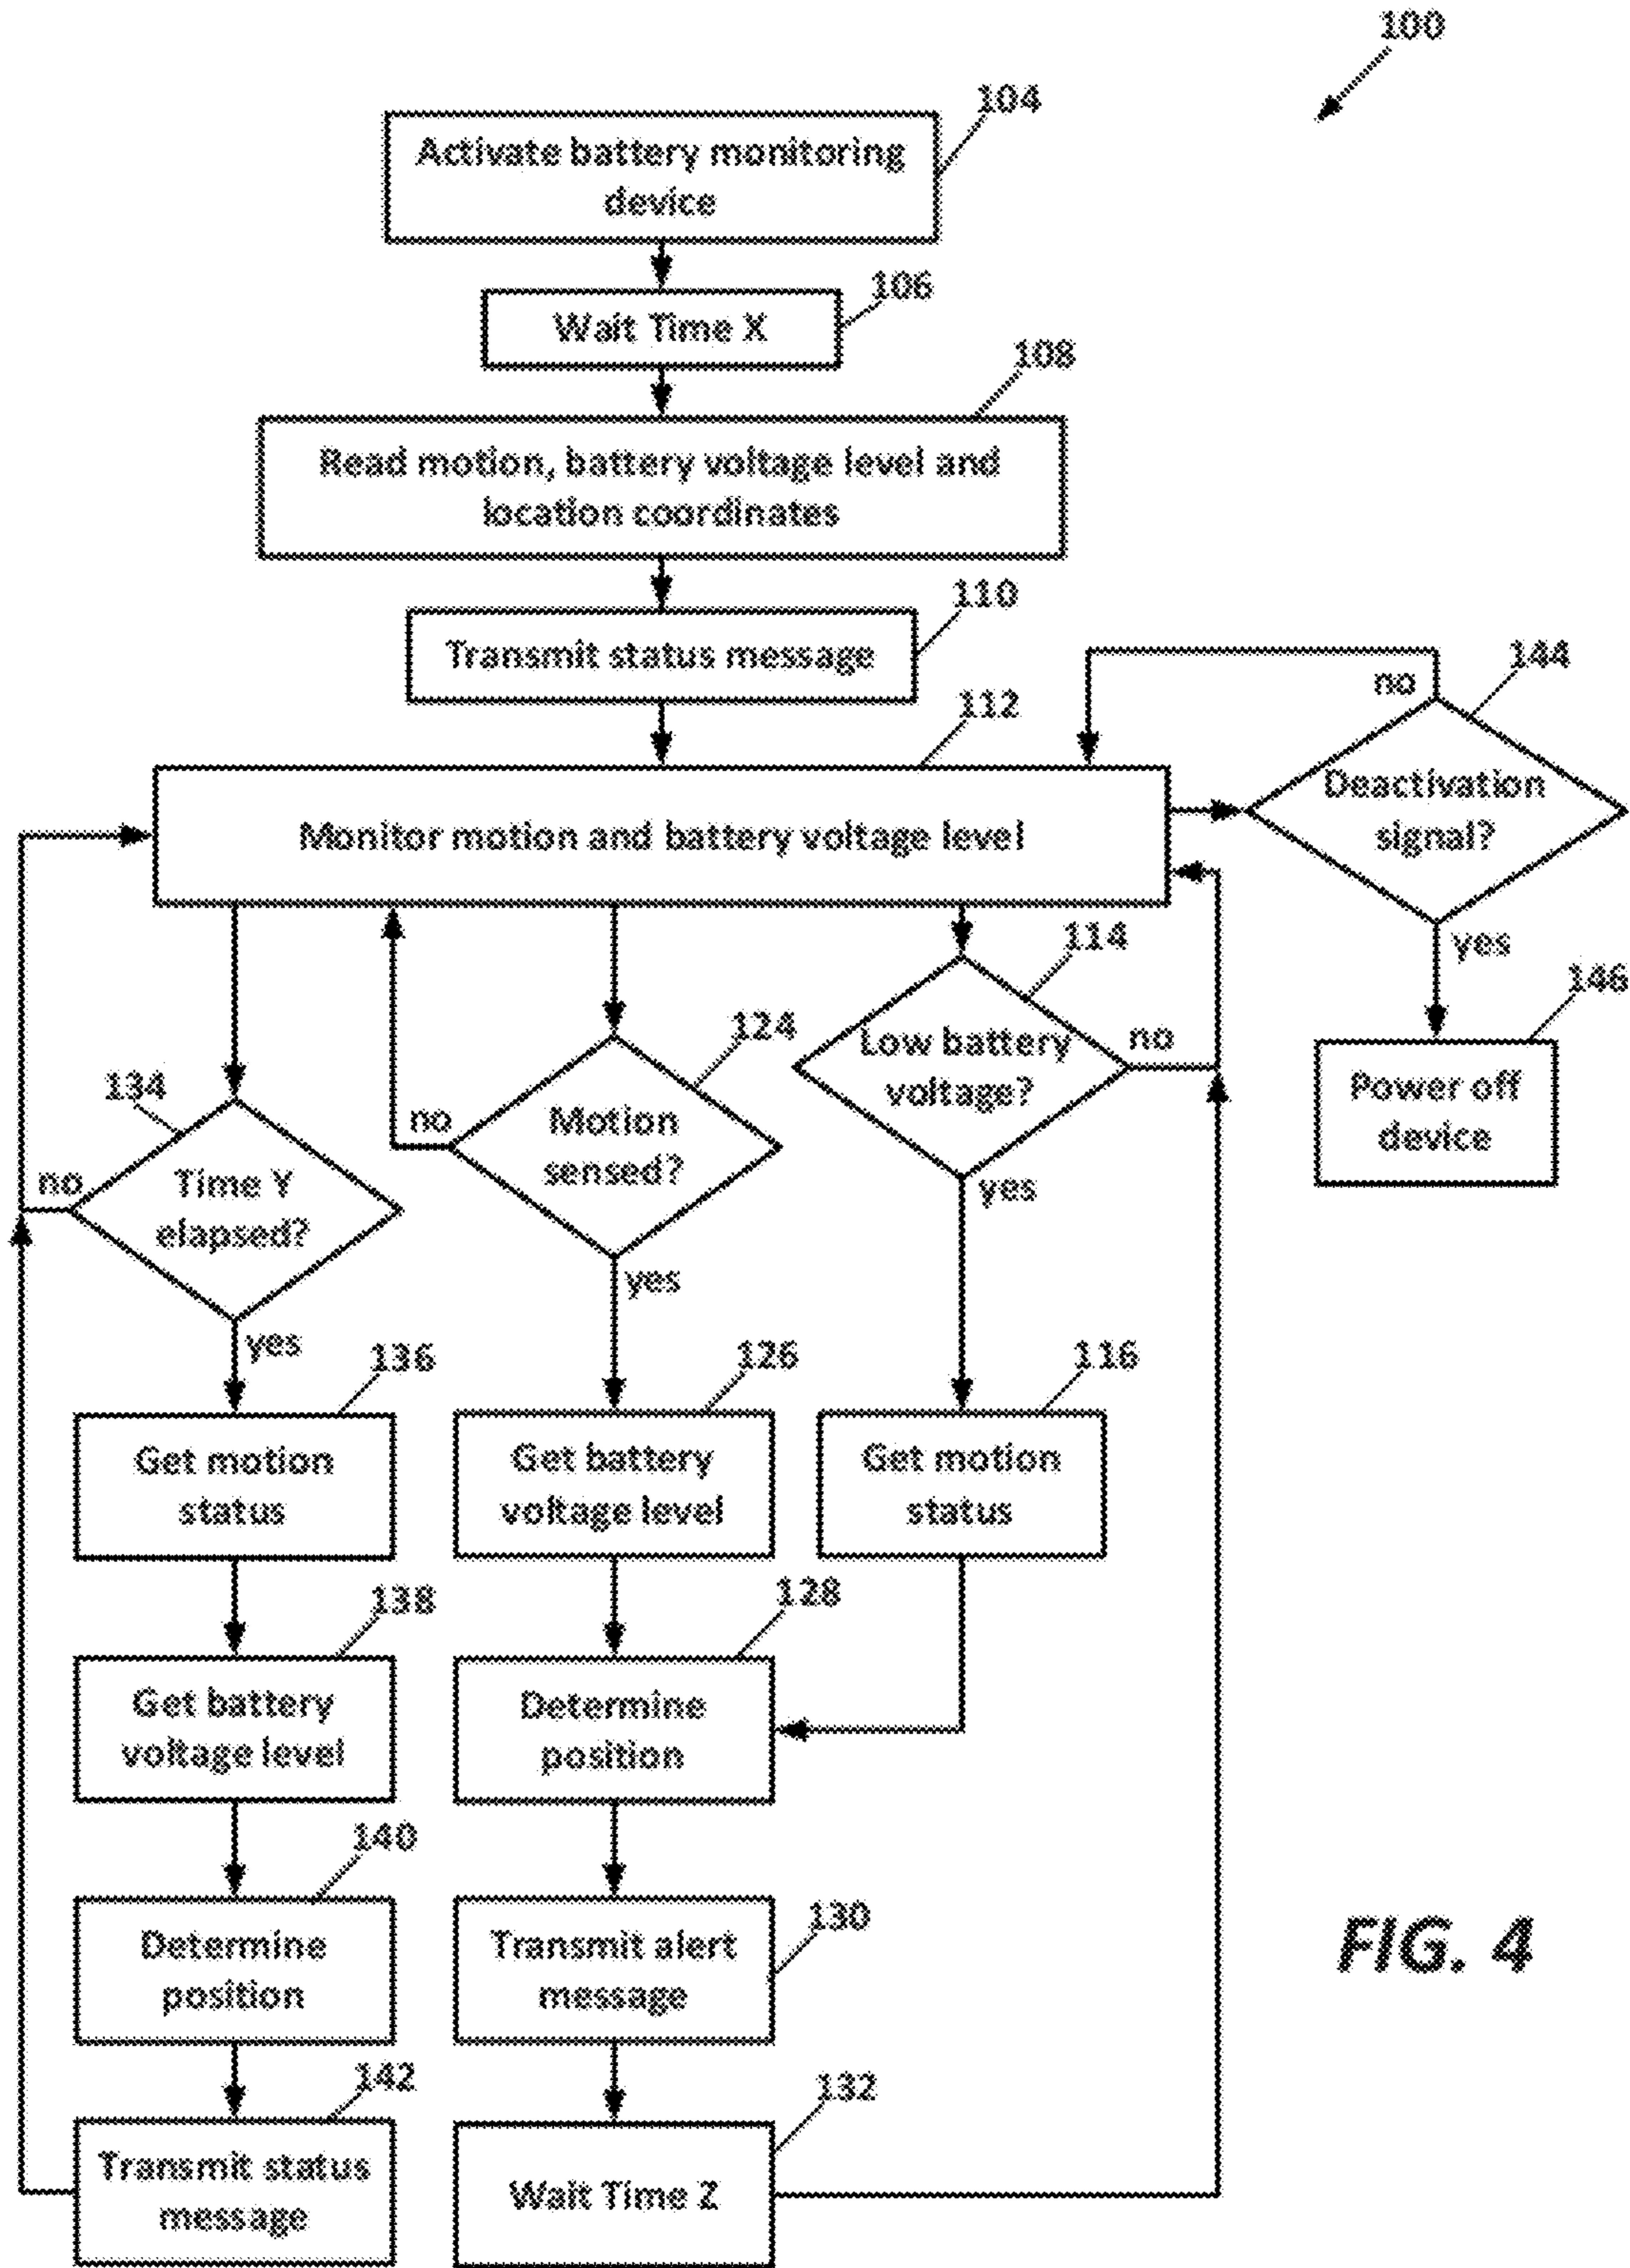 100
104
Activate battery monitoring
device
106
Wait Time X
108
Read motion, battery voltage level and
location coordinates
110
Transmit status message
112
Monitor motion and battery voltage level
144
no
Deactivation
signal?
yes
146
Power off
device
114
Low battery
voltage?
no
yes
124
Motion
sensed?
no
yes
134
Time Y
elapsed?
no
yes
136
Get motion
status
126
Get battery
voltage level
116
Get motion
status
138
Get battery
voltage level
128
Determine
position
140
Determine
position
130
Transmit alert
message
142
Transmit status
message
132
Wait Time Z
FIG. 4